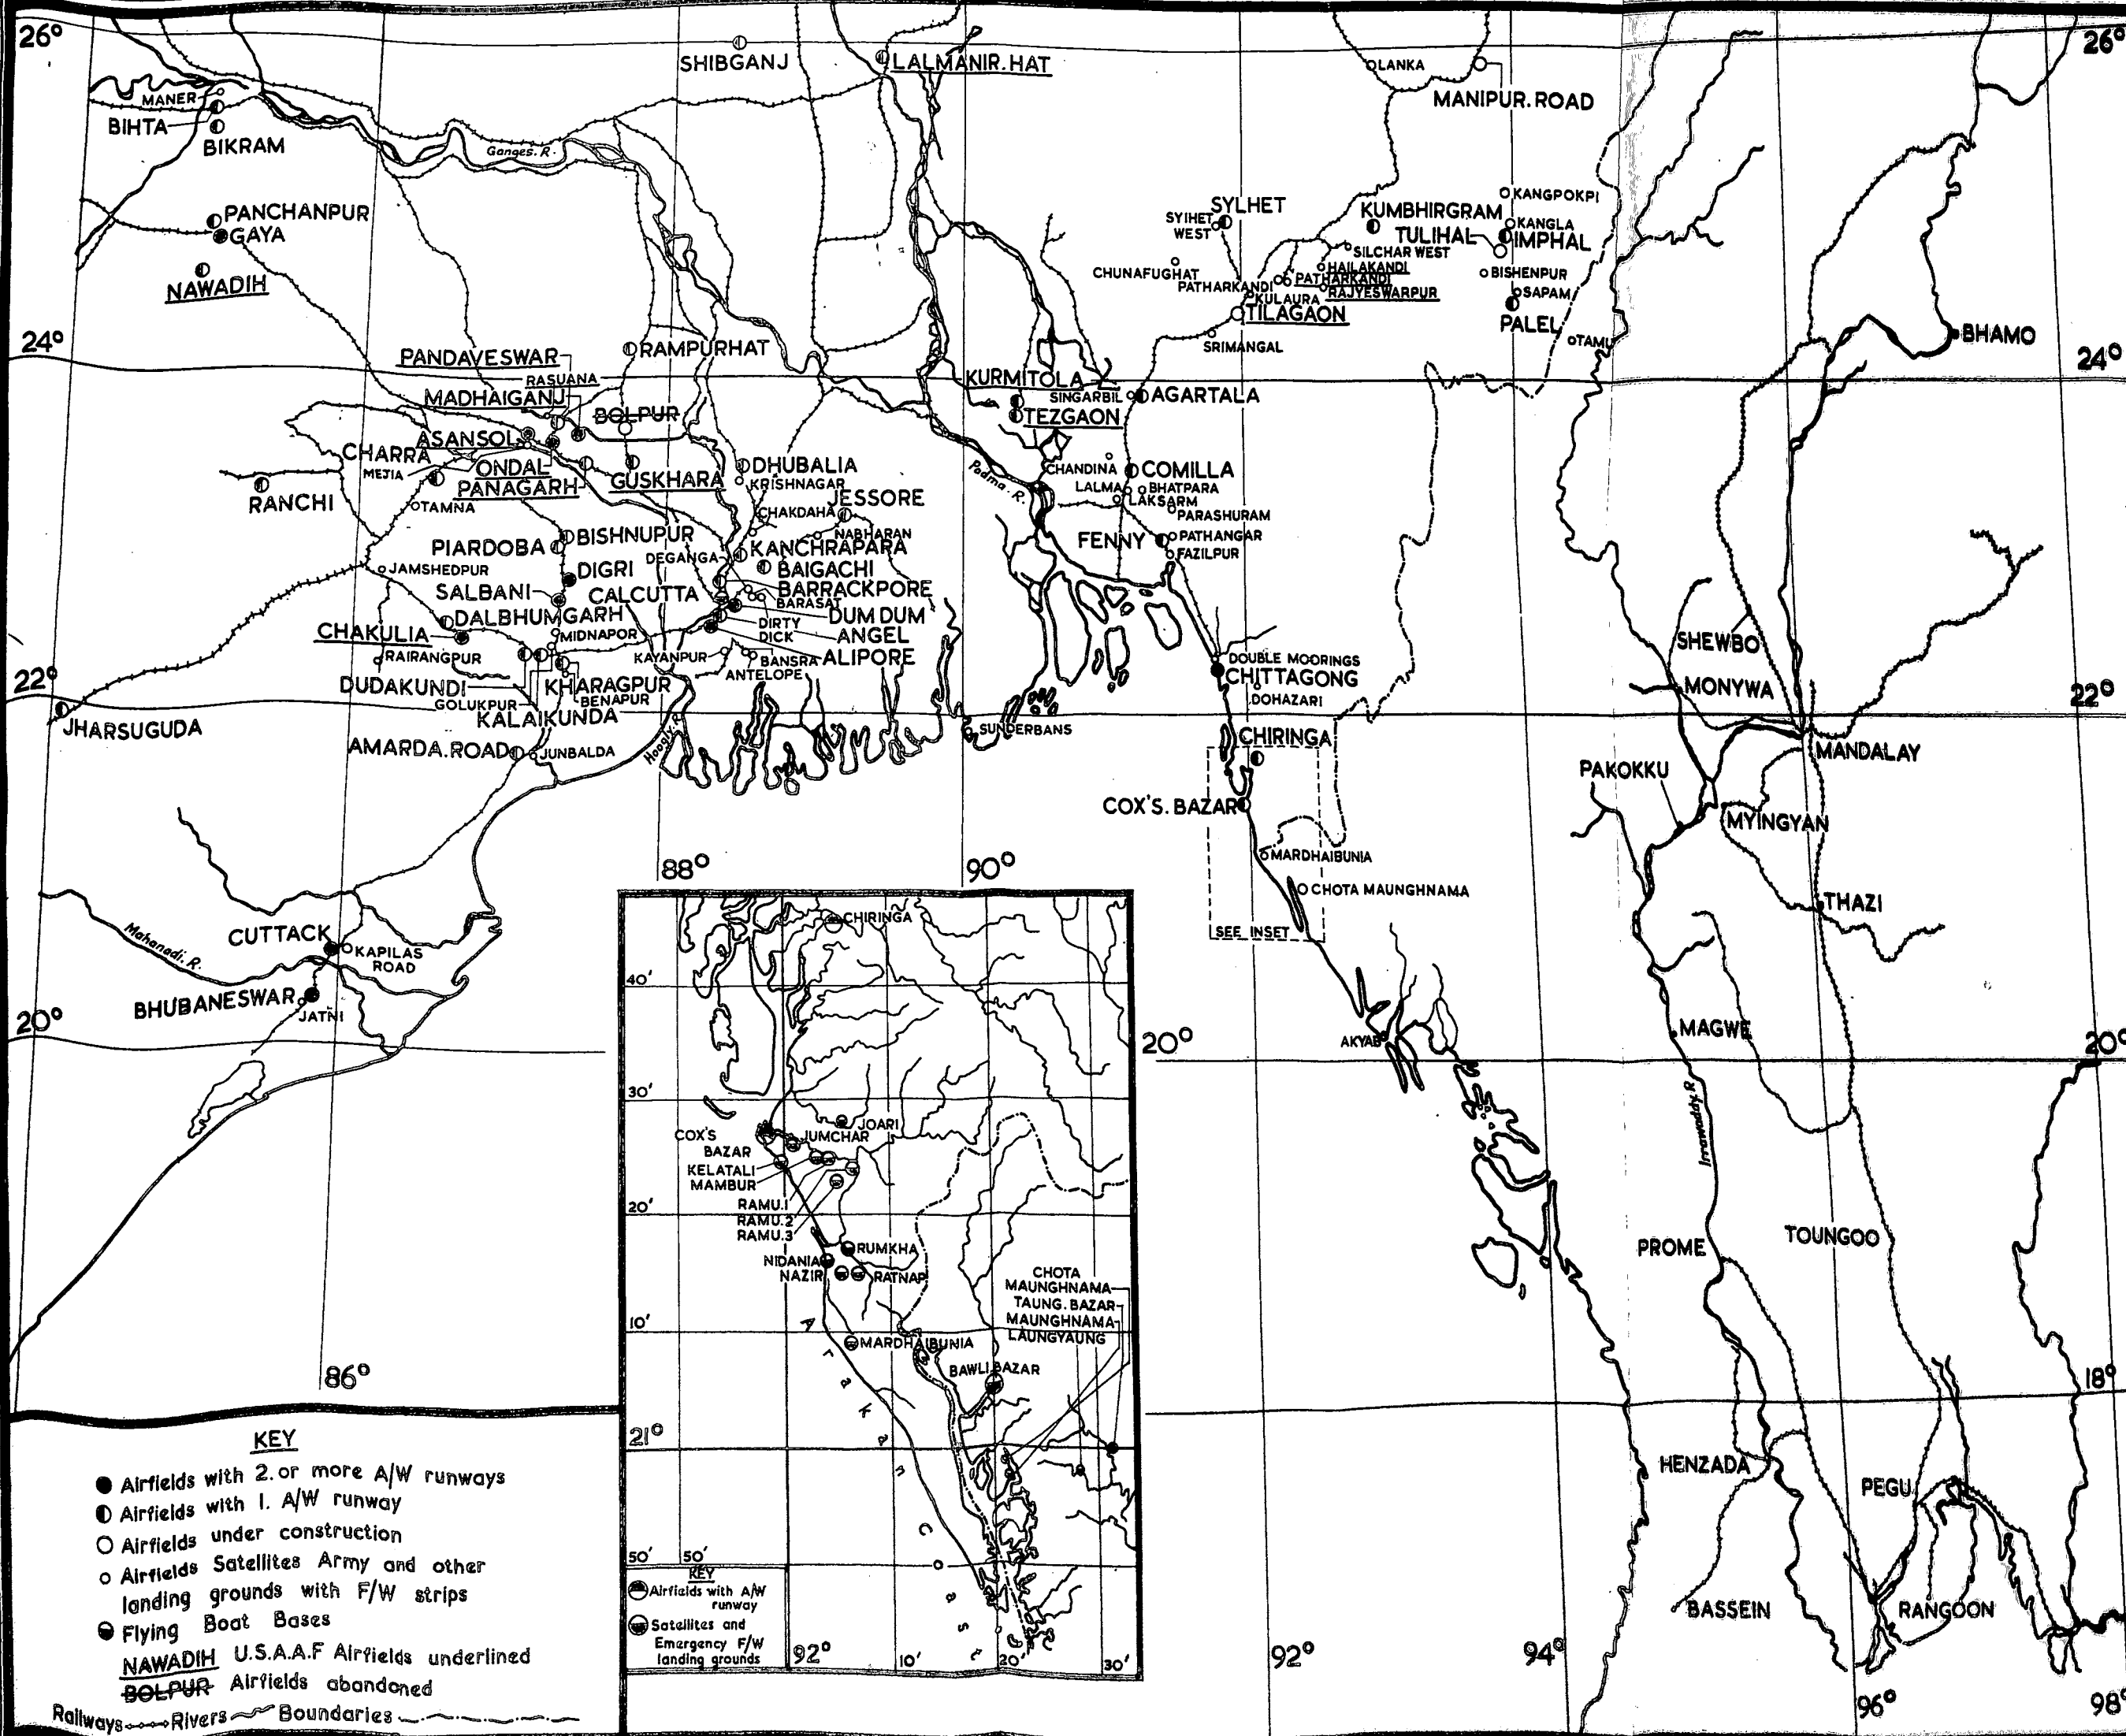 26°
26°
SHIBGANJ
LALMANIR.HAT
LANKA
MANIPUR.ROAD
MANER
BIHTA
BIKRAM
Ganges.R.
PANCHANPUR
GAYA
NAWADIH
SYLHET
SYIHET
WEST
KUMBHIRGRAM
KANGPOKPI
KANGLA
TULIHAL
IMPHAL
SILCHAR WEST
CHUNAFUGHAT
HAILAKANDI
BISHENPUR
PATHARKANDI
PATHARKANDI
KULAURA
RAJYESWARPUR
SAPAM
TILAGAON
PALEL
SRIMANGAL
TAMU
BHAMO
24°
24°
PANDAVESWAR
RAMPURHAT
RASUANA
MADHAIGANJ
BOLPUR
KURMITOLA
SINGARBIL
AGARTALA
TEZGAON
ASANSOL
CHARRA
MEJIA
ONDAL
PANAGARH
GUSKHARA
DHUBALIA
KRISHNAGAR
Padma.R.
CHANDINA
COMILLA
LALMA
BHATPARA
LAKSARM
PARASHURAM
RANCHI
TAMNA
JESSORE
CHAKDAHA
NABHARAN
BISHNUPUR
PIARDOBA
DEGANGA
KANCHRAPARA
FENNY
PATHANGAR
FAZILPUR
JAMSHEDPUR
DIGRI
BAIGACHI
SALBANI
CALCUTTA
BARRACKPORE
BARASAT
DALBHUMGARH
DUM DUM
CHAKULIA
MIDNAPOR
DIRTY
DICK
ANGEL
ALIPORE
RAIRANGPUR
KAYANPUR
BANSRA
ANTELOPE
DOUBLE MOORINGS
CHITTAGONG
DOHAZARI
SHEWBO
MONYWA
22°
22°
DUDAKUNDI
GOLUKPUR
KHARAGPUR
BENAPUR
KALAIKUNDA
JHARSUGUDA
AMARDA.ROAD
JUNBALDA
Hoogly.R.
SUNDERBANS
CHIRINGA
MANDALAY
PAKOKKU
COX'S. BAZAR
MYINGYAN
88°
90°
MARDHAIBUNIA
CHOTA MAUNGHNAMA
SEE INSET
THAZI
Mahanadi.R.
CUTTACK
KAPILAS
ROAD
BHUBANESWAR
JATNI
20°
20°
20°
AKYAB
MAGWE
Irrawaddy.R
PROME
TOUNGOO
86°
18°
HENZADA
PEGU
BASSEIN
RANGOON
92°
94°
96°
98°
CHIRINGA
40'
30'
COX'S
BAZAR
JOARI
JUMCHAR
KELATALI
MAMBUR
RAMU.1
RAMU.2
RAMU.3
20'
RUMKHA
NIDANIA
NAZIR
RATNAP
CHOTA
MAUNGHNAMA
TAUNG.BAZAR
MAUNGHNAMA
LAUNGYAUNG
10'
MARDHAIBUNIA
BAWLI.BAZAR
Arakan Coast
21°
50'
50'
KEY
Airfields with A/W
runway
Satellites and
Emergency F/W
landing grounds
92°
10'
20'
30'
KEY
Airfields with 2. or more A/W runways
Airfields with 1. A/W runway
Airfields under construction
Airfields Satellites Army and other
landing grounds with F/W strips
Flying Boat Bases
NAWADIH U.S.A.A.F Airfields underlined
BOLPUR Airfields abandoned
Railways Rivers Boundaries